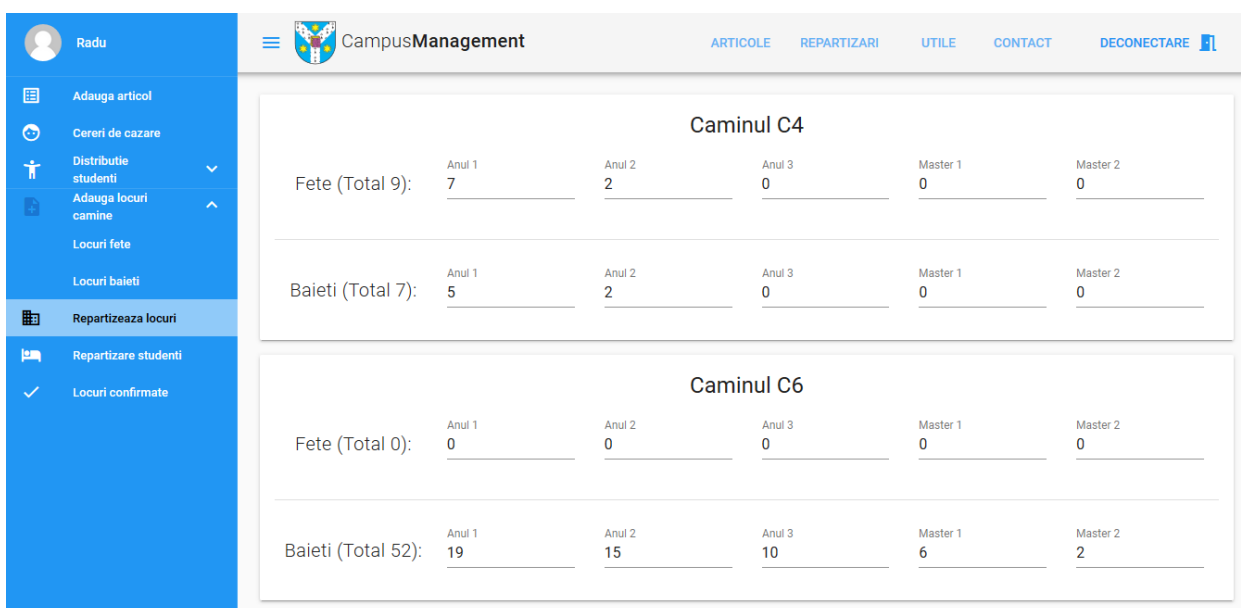 Radu
CampusManagement
ARTICOLE REPARTIZARI UTILE CONTACT DECONECTARE
Adauga articol
Cereri de cazare
Distributie
studenti
Adauga locuri
camine
Locuri fete
Locuri baieti
Repartizeaza locuri
Repartizare studenti
Locuri confirmate
Caminul C4
Anul 1 Anul 2 Anul 3 Master 1 Master 2
Fete (Total 9): 7 2 0 0 0
Anul 1 Anul 2 Anul 3 Master 1 Master 2
Baieti (Total 7): 5 2 0 0 0
Caminul C6
Anul 1 Anul 2 Anul 3 Master 1 Master 2
Fete (Total 0): 0 0 0 0 0
Anul 1 Anul 2 Anul 3 Master 1 Master 2
Baieti (Total 52): 19 15 10 6 2